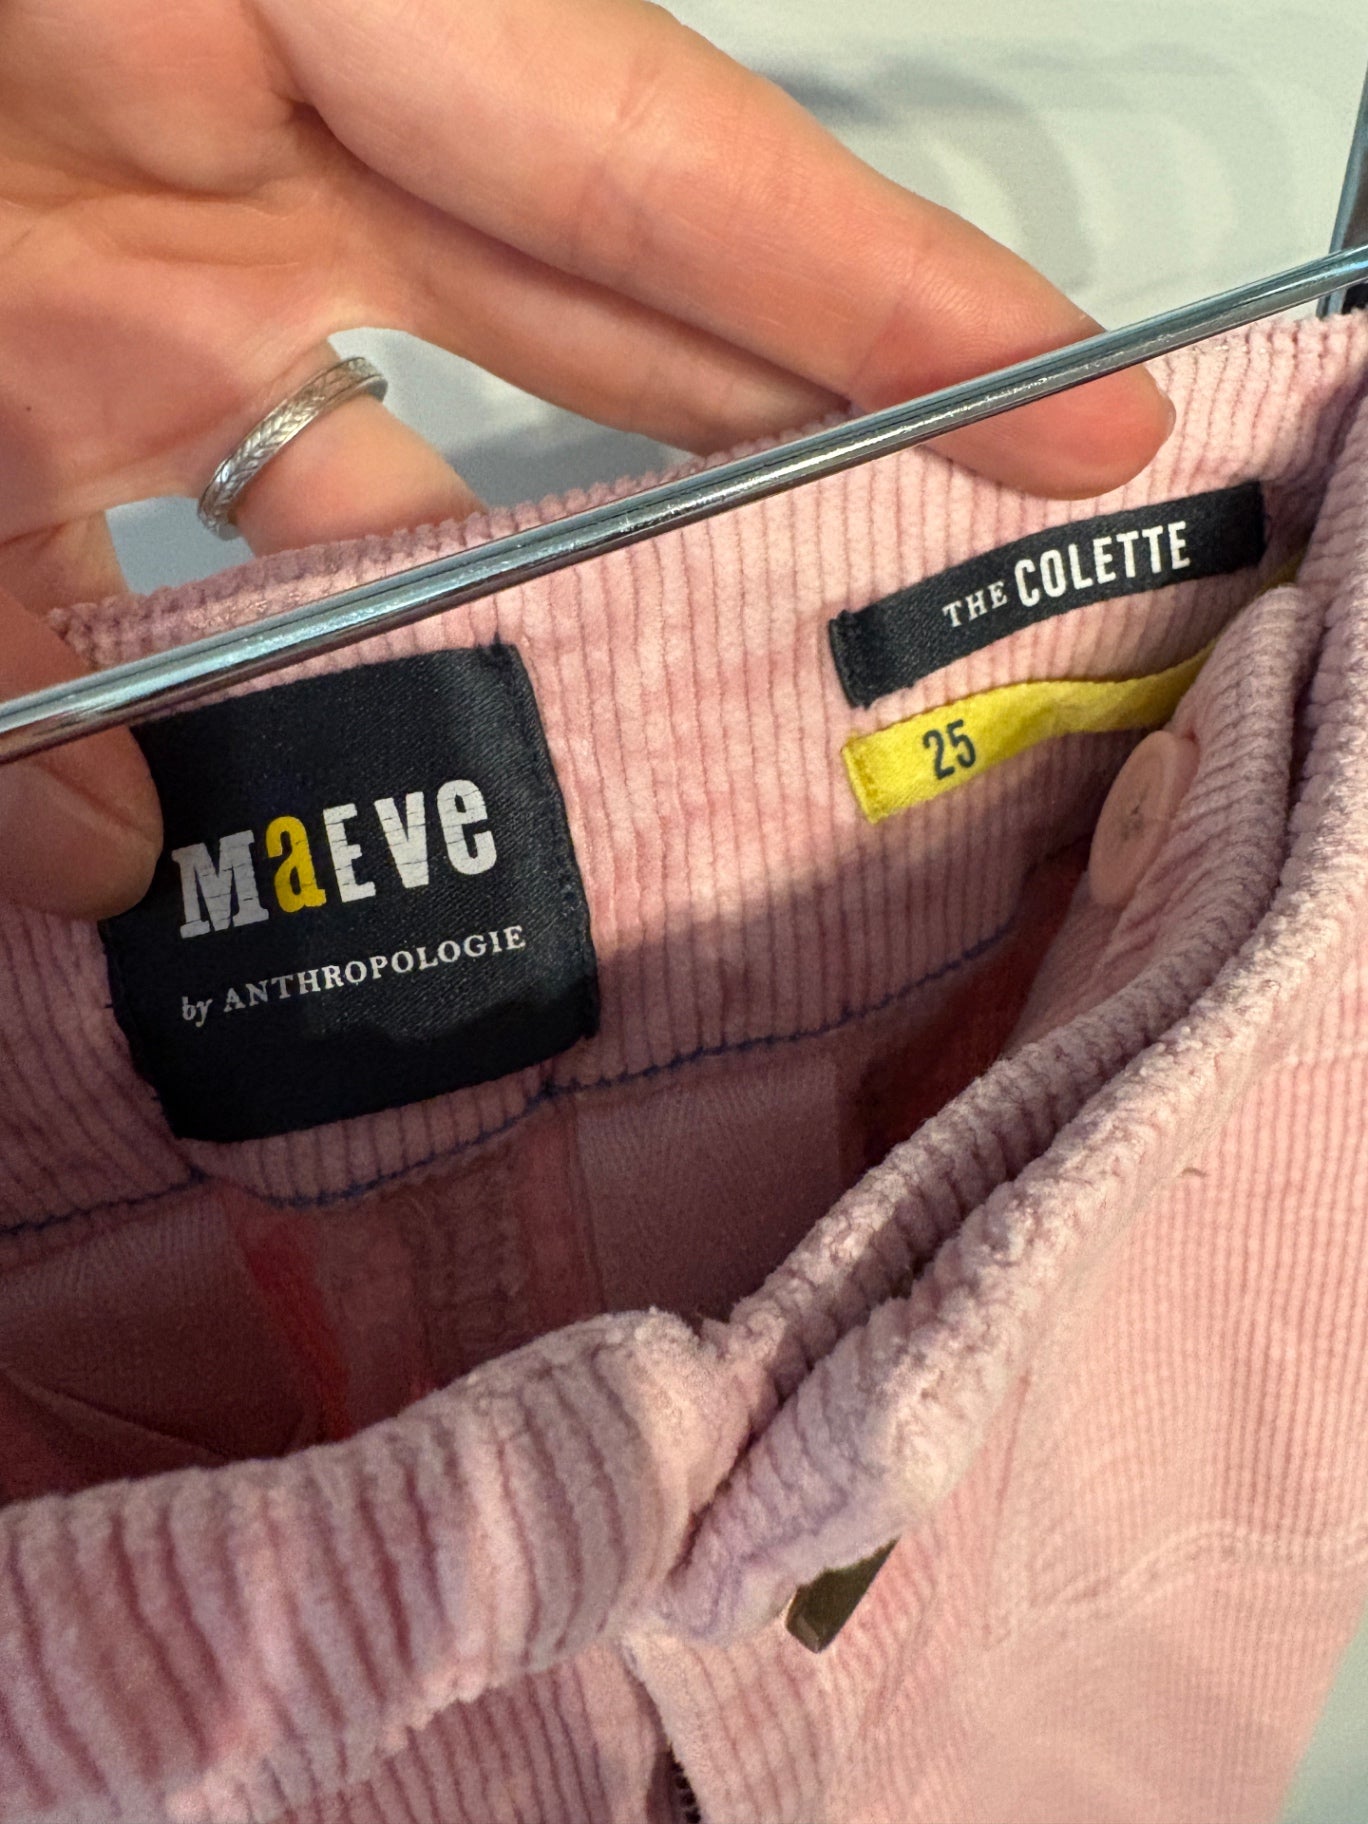 THE COLETTE
25
MaEve
by ANTHROPOLOGIE